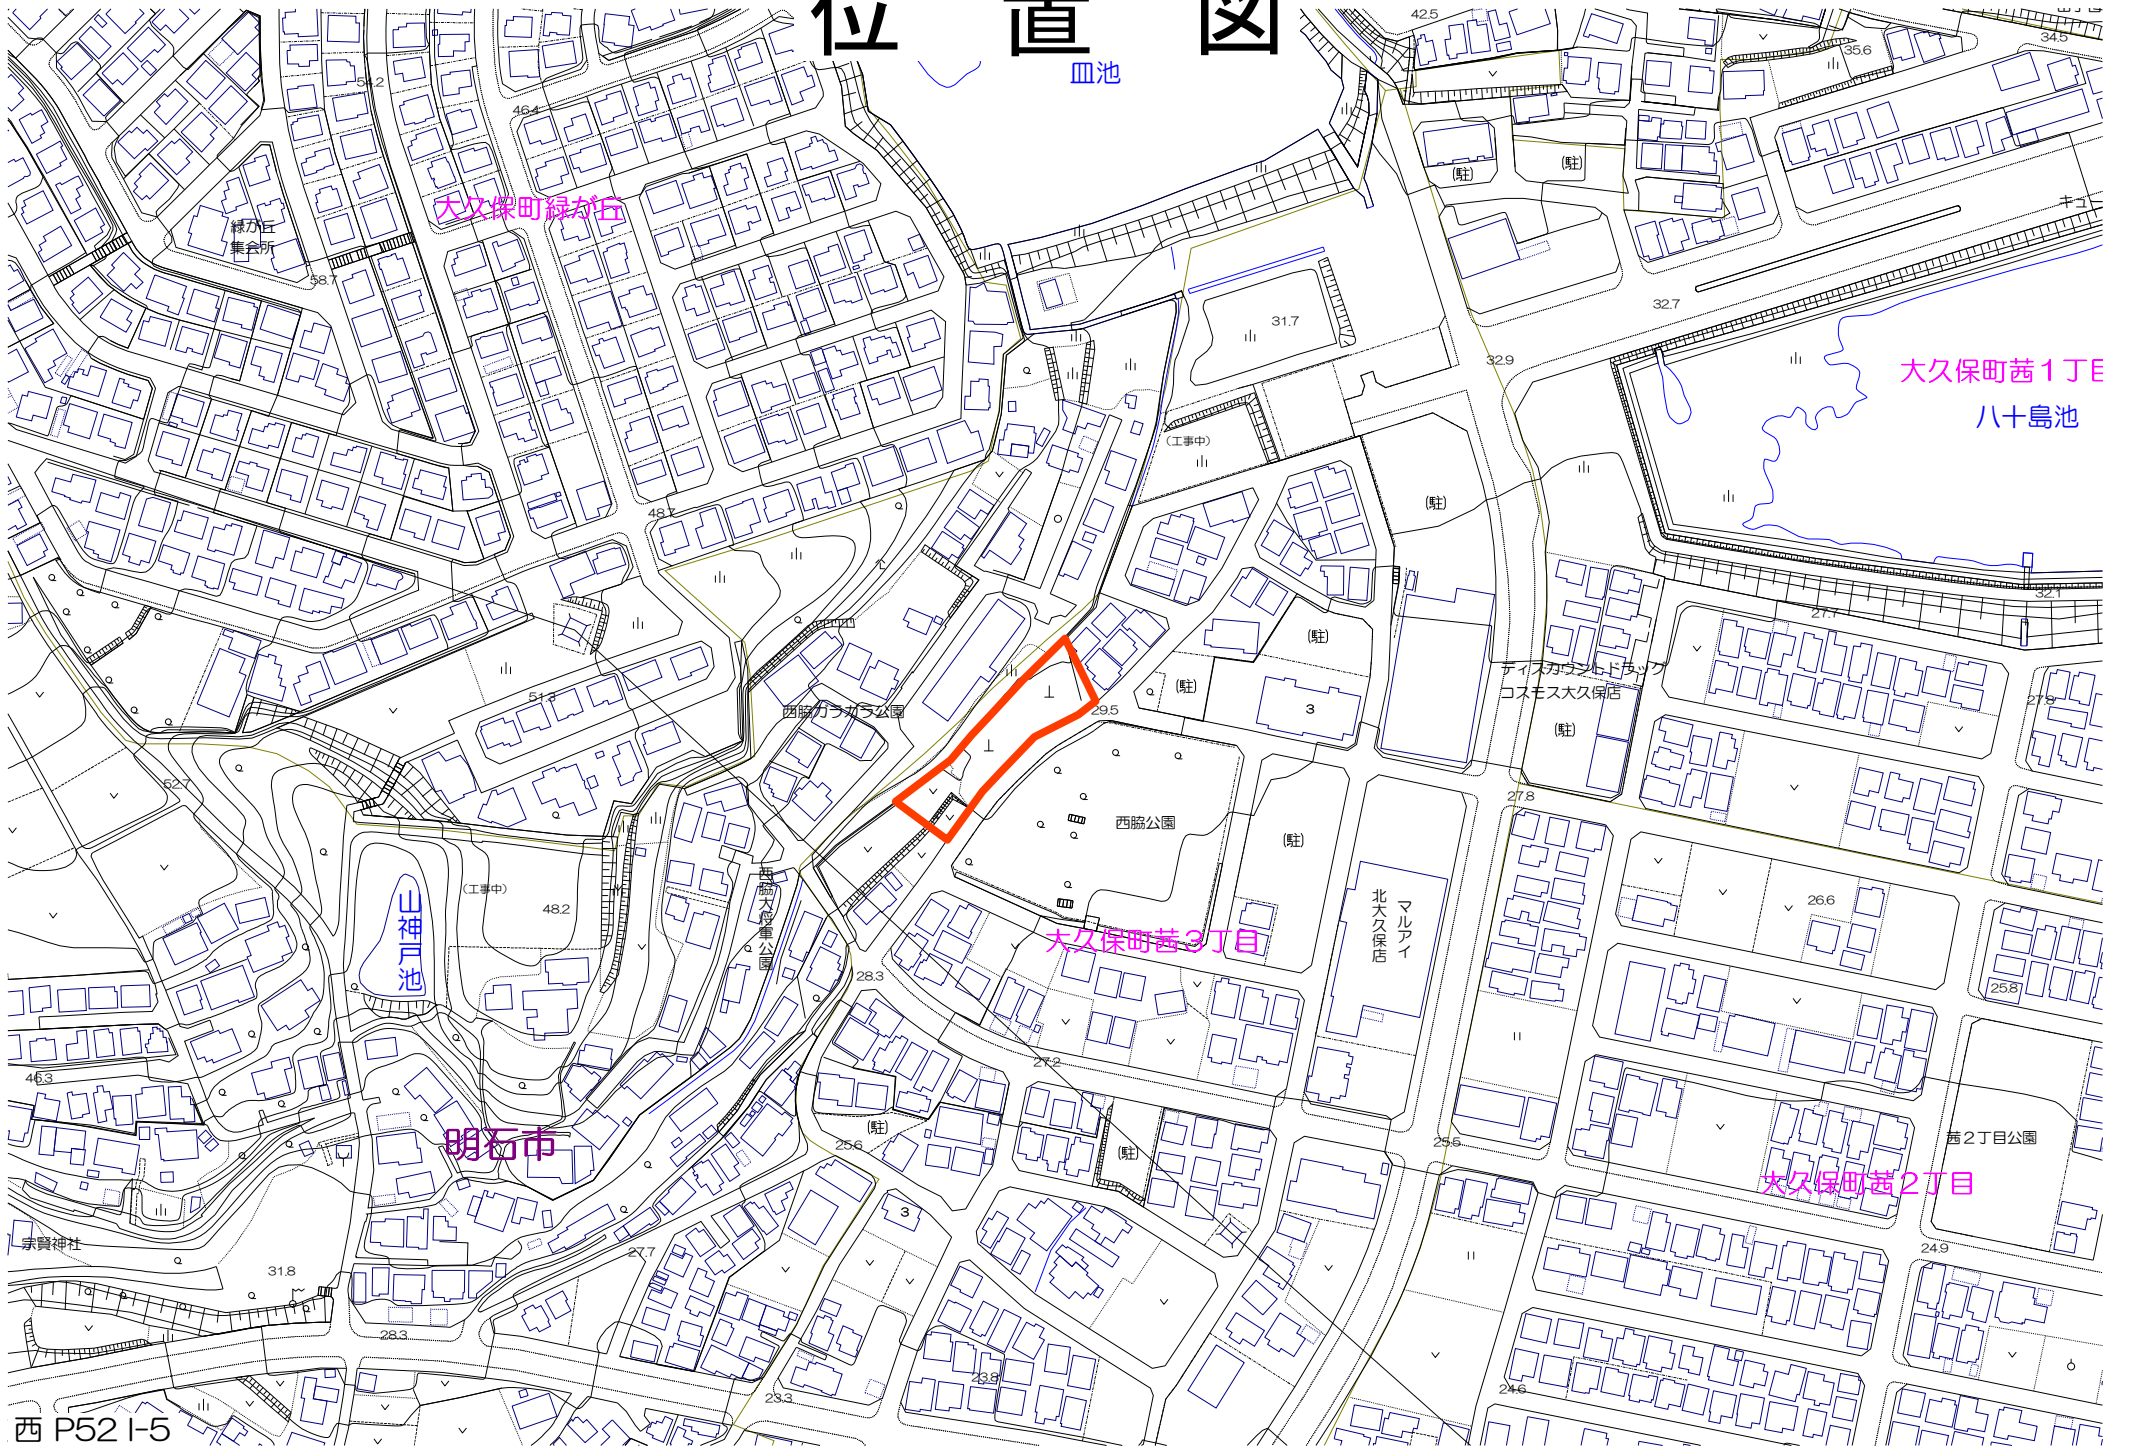 位置図
42.5
34.5
35.6
皿池
54.2
46.4
(駐)
(駐)
大久保町緑が丘
キュ
緑が丘
集会所
58.7
32.7
31.7
32.9
大久保町茜1丁目
八十島池
(工事中)
(駐)
48.7
32.1
27.7
(駐)
ディスカウントドラッグ
コスモス大久保店
(駐)
51.3
27.8
西脇カラカラ公園
29.5
3
(駐)
52.7
27.8
西脇公園
(駐)
山神戸池
(工事中)
48.2
西脇大将軍公園
マルアイ
北大久保店
26.6
大久保町茜3丁目
28.3
25.8
27.2
46.3
(駐)
25.6
(駐)
25.5
茜2丁目公園
明石市
大久保町茜2丁目
3
宗賢神社
27.7
24.9
31.8
28.3
23.8
24.6
23.3
西 P52 I-5